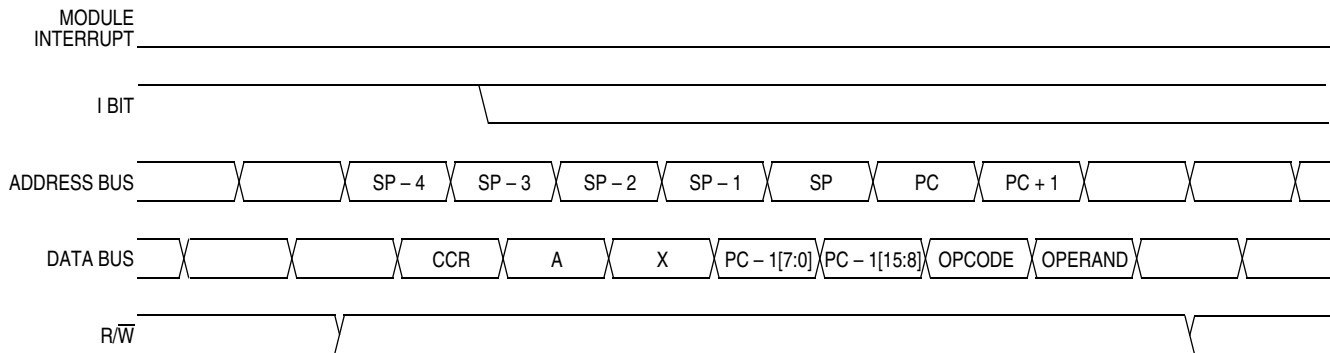 MODULE
INTERRUPT
I BIT
ADDRESS BUS SP – 4 SP – 3 SP – 2 SP – 1 SP PC PC + 1
DATA BUS CCR A X PC – 1[7:0] PC – 1[15:8] OPCODE OPERAND
R/W̅